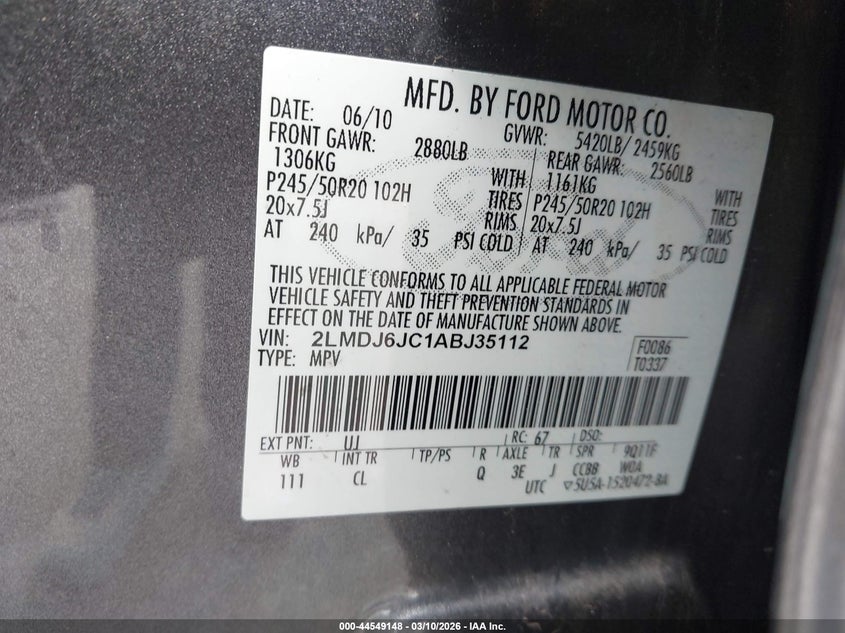 MFD. BY FORD MOTOR CO.
DATE: 06/10 GVWR: 5420LB/ 2459KG
FRONT GAWR: 2880LB REAR GAWR: 2560LB
1306KG WITH 1161KG WITH
P245/50R20 102H TIRES P245/50R20 102H TIRES
20x7.5J RIMS 20x7.5J RIMS
AT 240 kPa/ 35 PSI COLD AT 240 kPa/ 35 PSI COLD
THIS VEHICLE CONFORMS TO ALL APPLICABLE FEDERAL MOTOR
VEHICLE SAFETY AND THEFT PREVENTION STANDARDS IN
EFFECT ON THE DATE OF MANUFACTURE SHOWN ABOVE.
VIN: 2LMDJ6JC1ABJ35112 F0086
TYPE: MPV T0337
EXT PNT: UJ RC: 67 DSO:
WB INT TR TP/PS R AXLE TR SPR 9Q11F
111 CL Q 3E J CCBB WOA
UTC ▽5U5A-1520472-BA
000-44549148 - 03/10/2026 - IAA Inc.